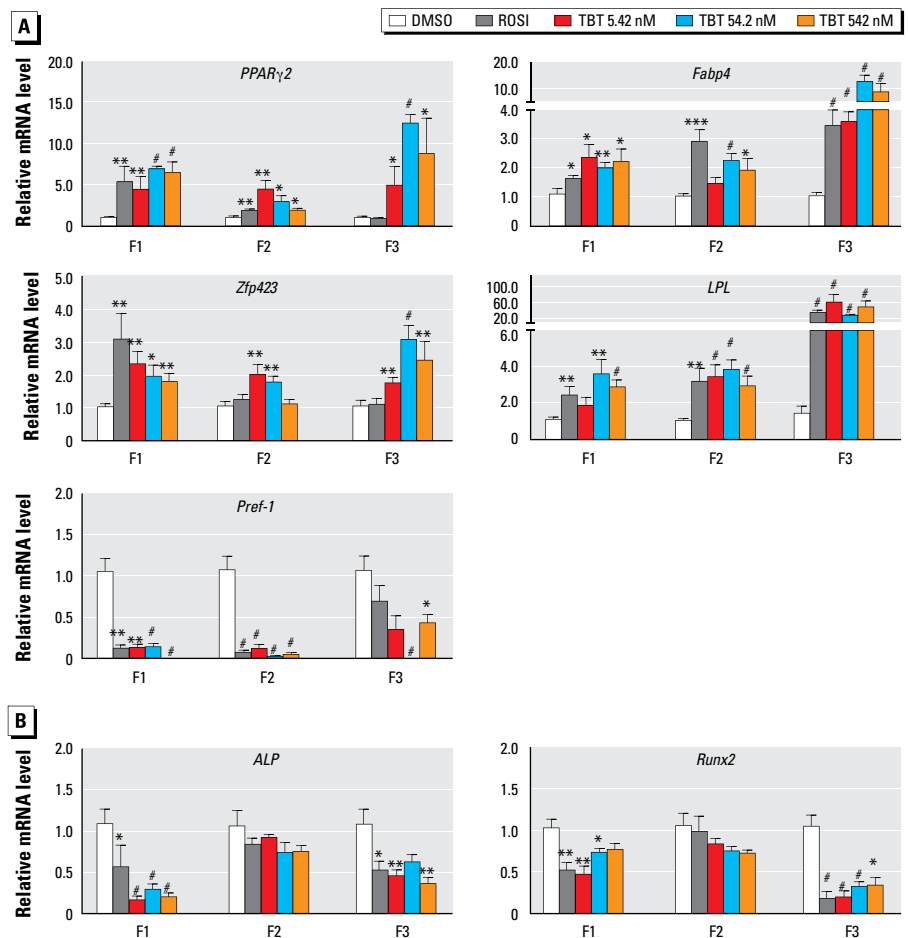 DMSO ROSI TBT 5.42 nM TBT 54.2 nM TBT 542 nM
A
PPARγ2
Relative mRNA level
20.0
15.0
10.0
5.0
0
** ** # #
** ** * *
* # *
F1 F2 F3
Fabp4
20.0
10.0
4.0
3.0
2.0
1.0
0
* * ** *
*** # *
# # # #
F1 F2 F3
Zfp423
Relative mRNA level
5.0
4.0
3.0
2.0
1.0
0
** ** * **
** **
** # **
F1 F2 F3
LPL
100.0
60.0
20.0
6.0
4.0
2.0
0
** ** #
** # # #
# # # #
F1 F2 F3
Pref-1
Relative mRNA level
2.0
1.5
1.0
0.5
0
** ** # #
# # # #
# *
F1 F2 F3
B
ALP
Relative mRNA level
2.0
1.5
1.0
0.5
0
* # # #
* ** **
F1 F2 F3
Runx2
2.0
1.5
1.0
0.5
0
** ** *
# # # *
F1 F2 F3